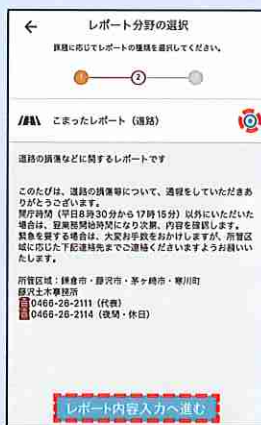 ← レポート分野の選択
課題に応じてレポートの種類を選択してください。
1 2
こまったレポート（道路）
道路の損傷などに関するレポートです
このたびは、道路の損傷等について、通報をしていただきあ
りがとうございます。
開庁時間（平日8時30分から17時15分）以外にいただいた
場合は、翌業務開始時間になり次第、内容を確認します。
緊急を要する場合は、大変お手数をおかけしますが、所管区
域に応じた下記連絡先までご連絡くださいますようお願いい
たします。
所管区域：鎌倉市・藤沢市・茅ヶ崎市・寒川町
藤沢土木事務所
0466-26-2111（代表）
0466-26-2114（夜間・休日）
レポート内容入力へ進む